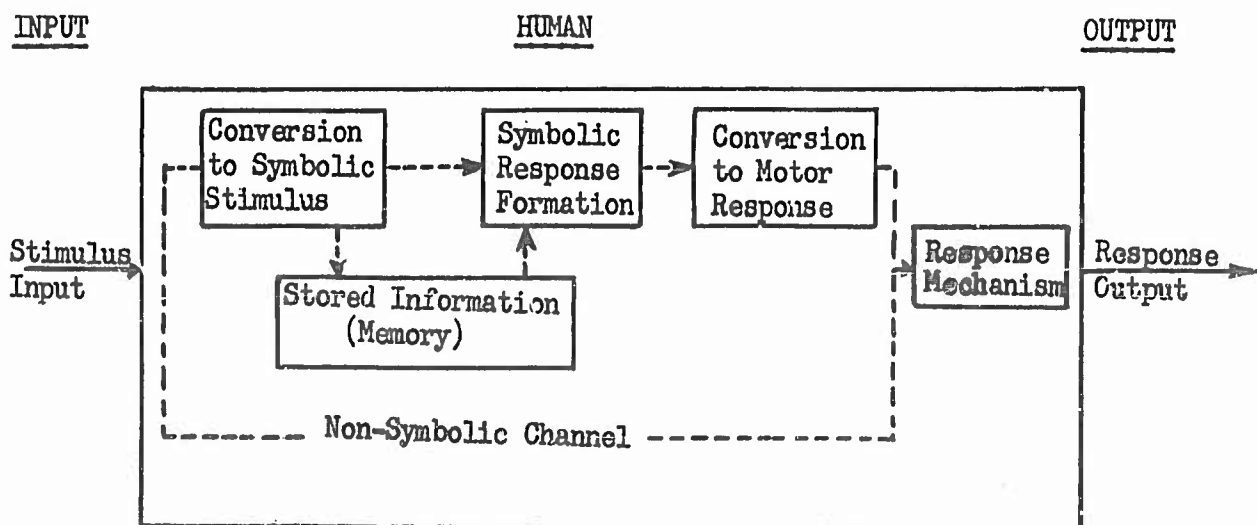 INPUT HUMAN OUTPUT
Conversion
to Symbolic
Stimulus
Symbolic
Response
Formation
Conversion
to Motor
Response
Stimulus
Input
Stored Information
(Memory)
Response
Mechanism
Response
Output
Non-Symbolic Channel